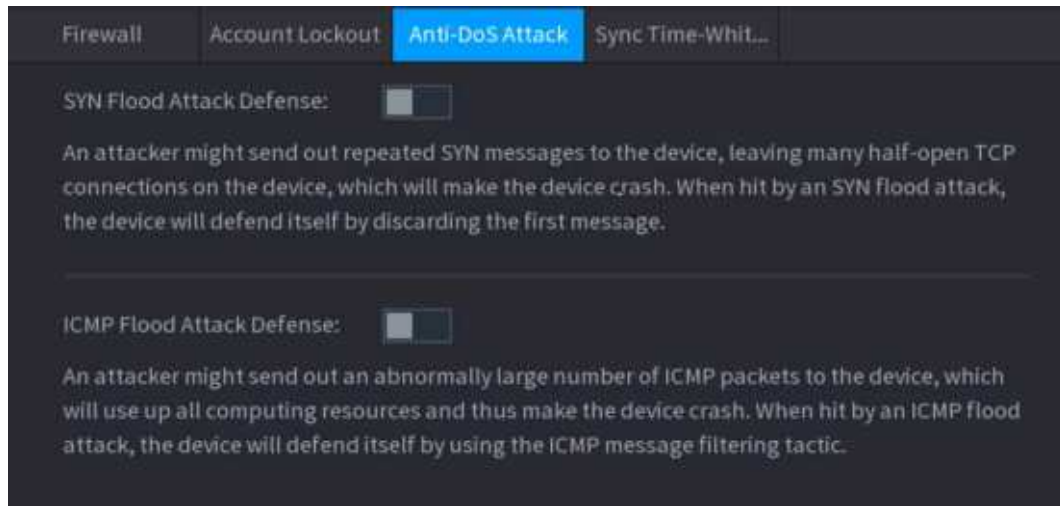 Firewall Account Lockout Anti-DoS Attack Sync Time-Whit...
SYN Flood Attack Defense:
An attacker might send out repeated SYN messages to the device, leaving many half-open TCP
connections on the device, which will make the device crash. When hit by an SYN flood attack,
the device will defend itself by discarding the first message.
ICMP Flood Attack Defense:
An attacker might send out an abnormally large number of ICMP packets to the device, which
will use up all computing resources and thus make the device crash. When hit by an ICMP flood
attack, the device will defend itself by using the ICMP message filtering tactic.